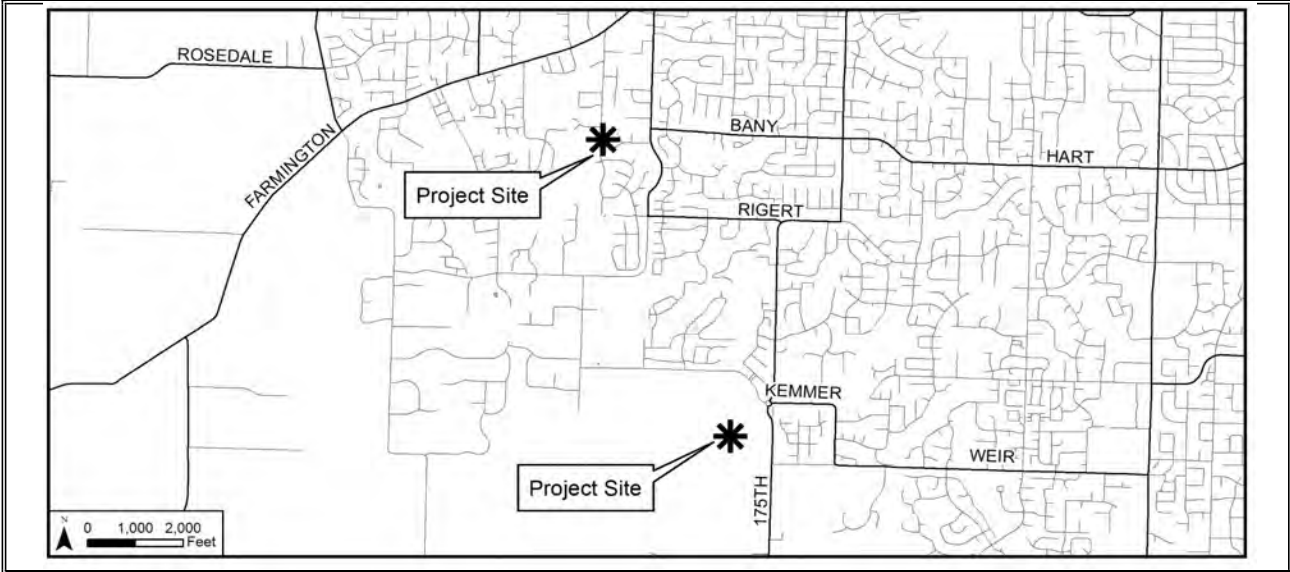 ROSEDALE
FARMINGTON
BANY
HART
Project Site
RIGERT
KEMMER
WEIR
Project Site
175TH
N
0 1,000 2,000
Feet